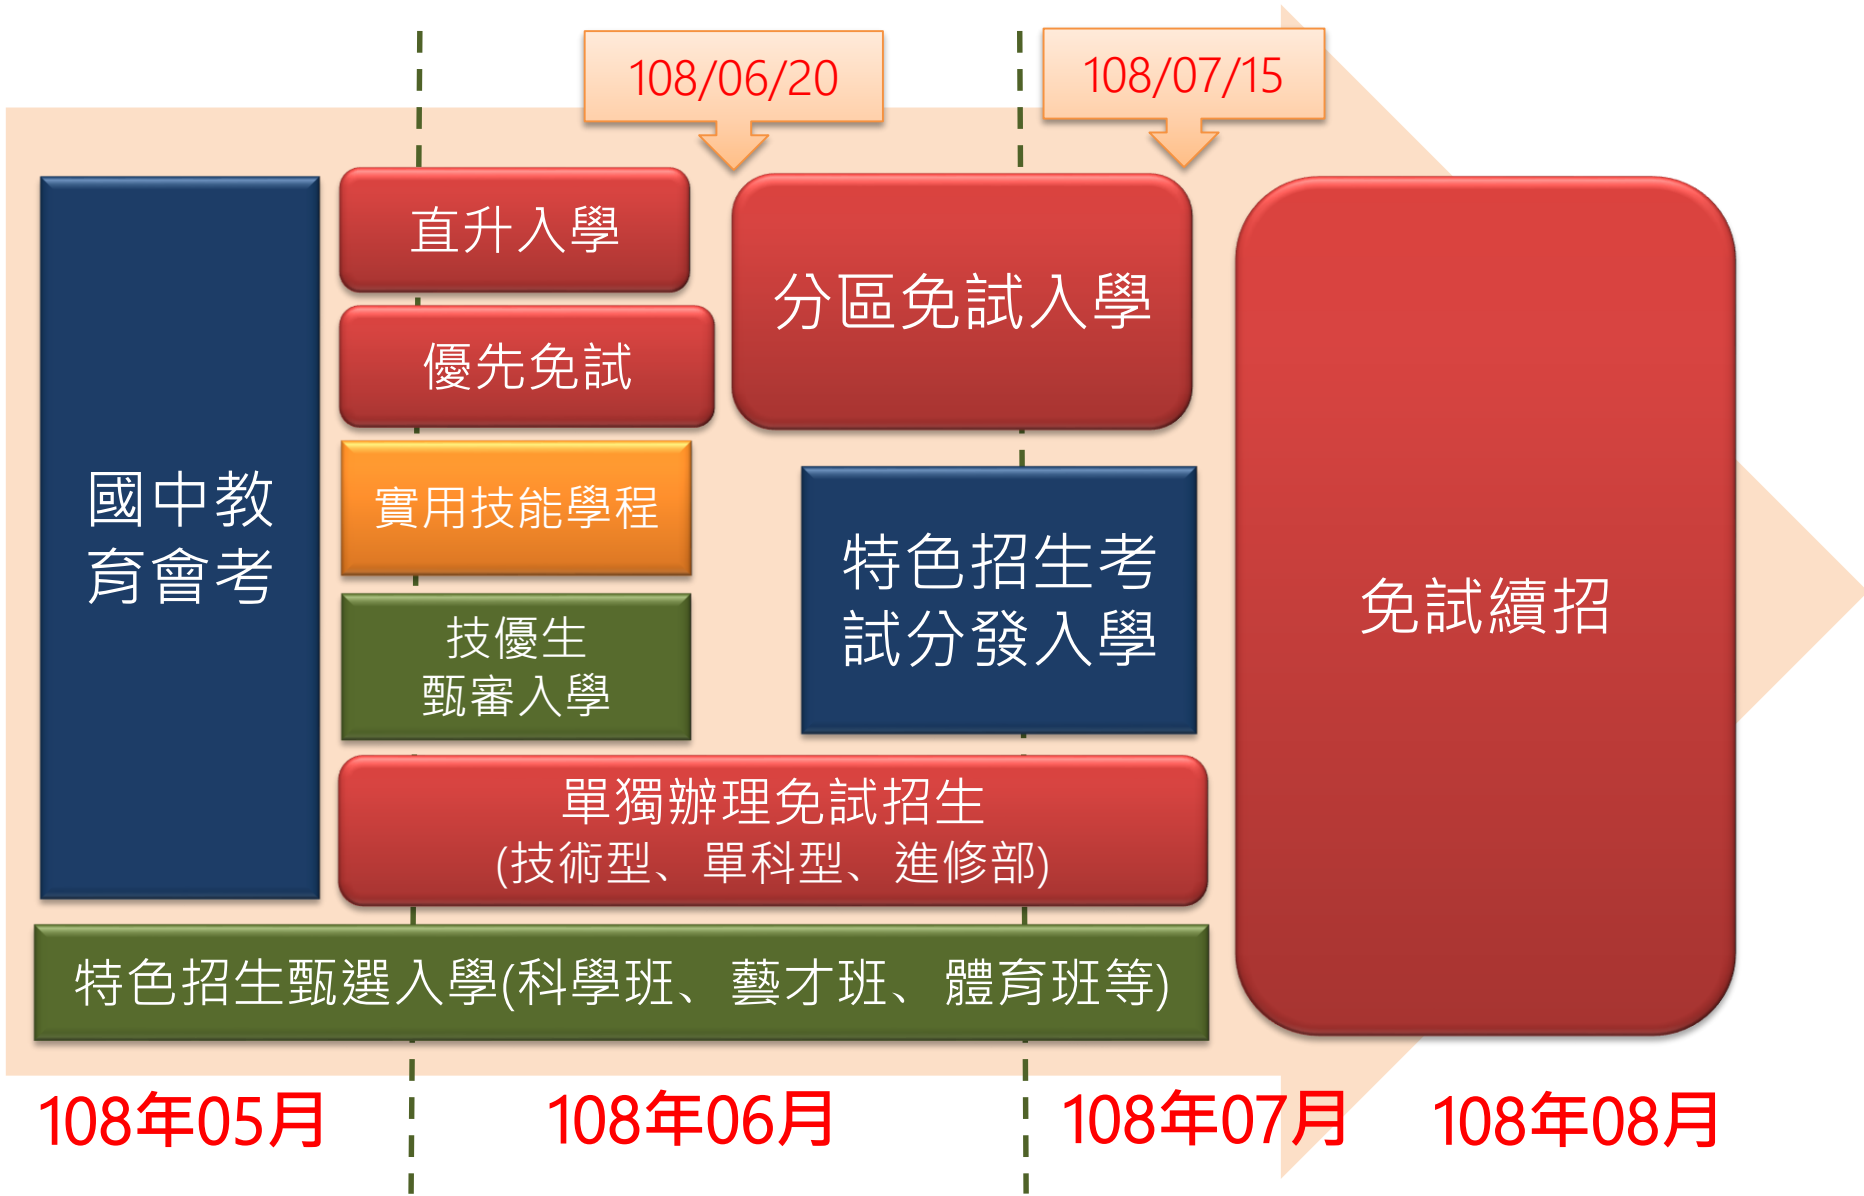 108/06/20
108/07/15
國中教
育會考
直升入學
優先免試
實用技能學程
技優生
甄審入學
分區免試入學
特色招生考
試分發入學
單獨辦理免試招生
(技術型、單科型、進修部)
特色招生甄選入學(科學班、藝才班、體育班等)
免試續招
108年05月
108年06月
108年07月
108年08月